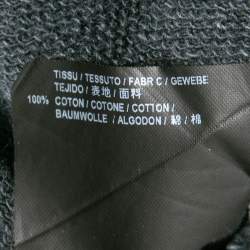 TISSU / TESSUTO / FABR C / GEWEBE
TEJIDO / 表地 / 面料
100% COTON / COTONE / COTTON /
BAUMWOLLE / ALGODON / 綿 / 棉